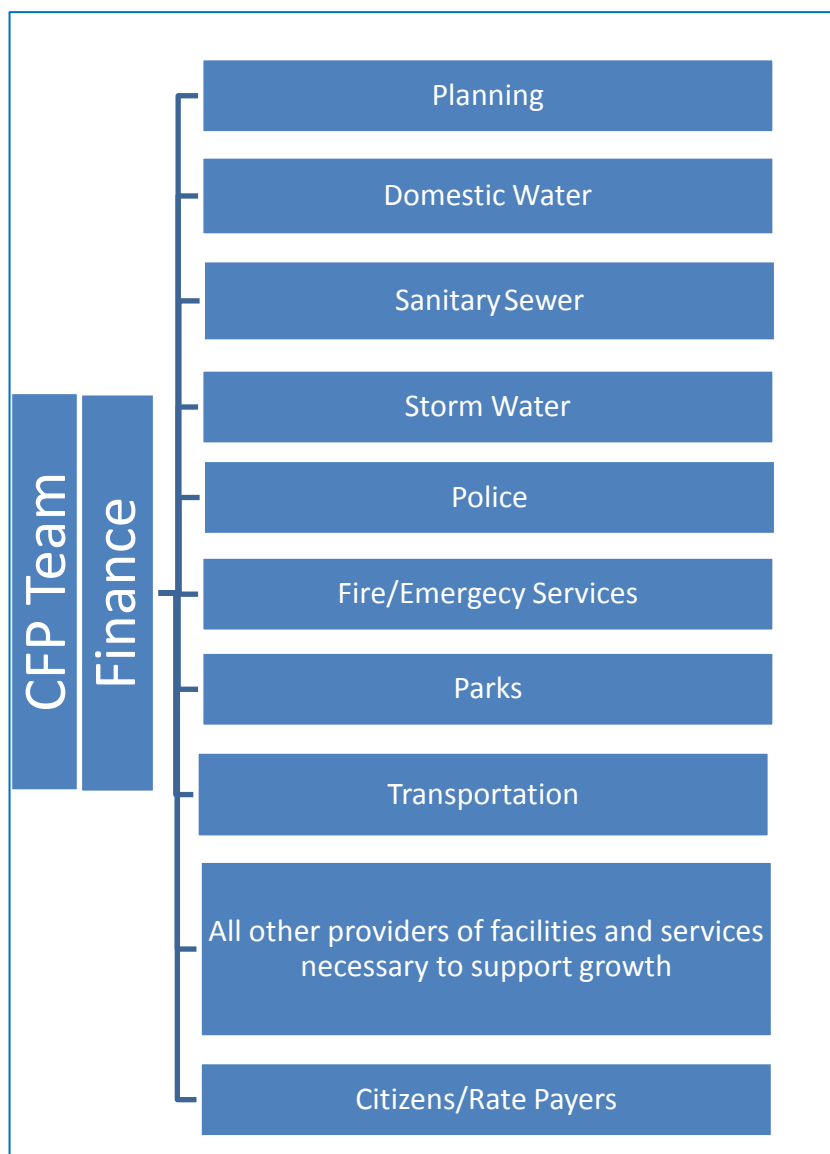 CFP Team
Finance
Planning
Domestic Water
Sanitary Sewer
Storm Water
Police
Fire/Emergecy Services
Parks
Transportation
All other providers of facilities and services
necessary to support growth
Citizens/Rate Payers